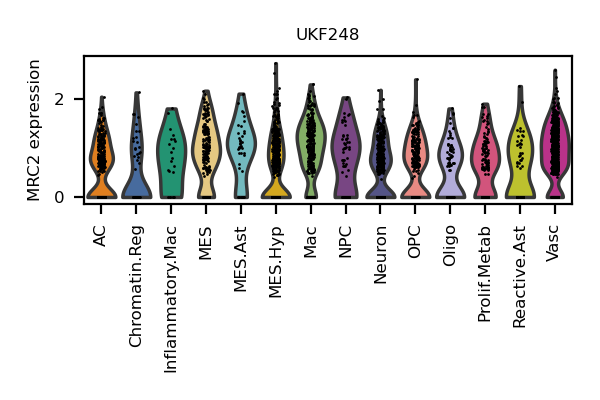 UKF248
MRC2 expression
2
0
AC
Chromatin.Reg
Inflammatory.Mac
MES
MES.Ast
MES.Hyp
Mac
NPC
Neuron
OPC
Oligo
Prolif.Metab
Reactive.Ast
Vasc